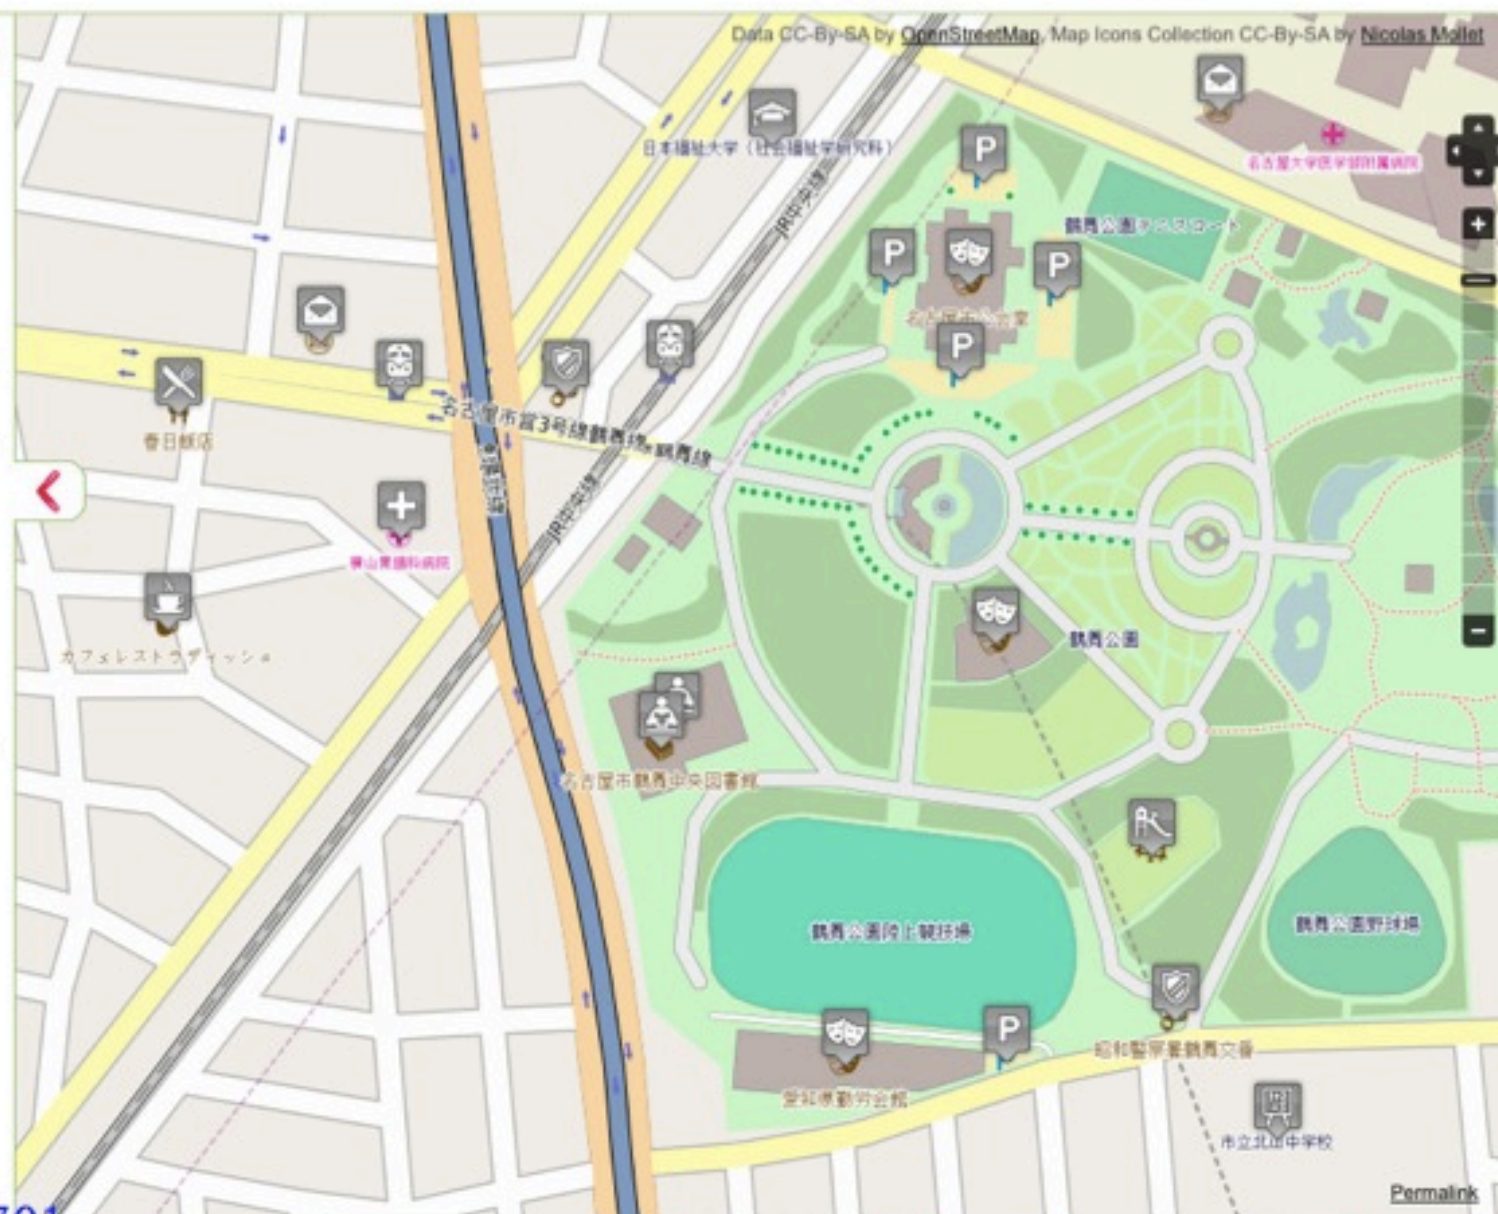 Data CC-By-SA by OpenStreetMap, Map Icons Collection CC-By-SA by Nicolas Mollet
日本福祉大学（社会福祉学研究科）
名古屋大学医学部附属病院
JR中央線
鶴舞公園テニスコート
P
P
P
名古屋市公会堂
P
名古屋市営3号線鶴舞線
鶴舞線
春日飯店
JR中央線
鶴舞公園
カフェレストラヴィッシュ
名古屋市鶴舞中央図書館
鶴舞公園陸上競技場
鶴舞公園野球場
P
昭和警察署鶴舞交番
愛知県勤労会館
市立北山中学校
Permalink